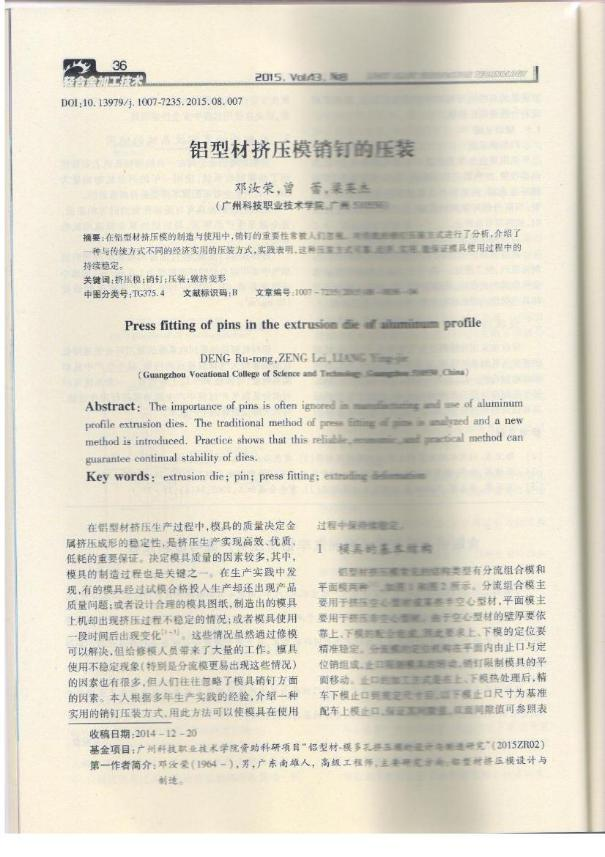 36
轻合金加工技术
2015, Vol.43, №8
DOI:10.13979/j.1007-7235.2015.08.007
铝型材挤压模销钉的压装
邓汝荣,曾 蕾,梁英杰
(广州科技职业技术学院,广州
摘要:在铝型材挤压模的制造与使用中,销钉的重要性常被人们忽视。进行了分析,介绍了
一种与传统方式不同的经济实用的压装方式,实践表明,这种压装方式可靠、经济、实用,能保证模具使用过程中的
持续稳定。
关键词:挤压模;销钉;压装;镦挤变形
中图分类号:TG375.4 文献标识码:B 文章编号:1007-7235(2015)08-0036-04
Press fitting of pins in the extrusion die of aluminum profile
DENG Ru-rong,ZENG Lei,LIANG Ying-jie
(Guangzhou Vocational College of Science and Technology,Guangzhou 510550,China)
Abstract: The importance of pins is often ignored in manufacturing and use of aluminum
profile extrusion dies. The traditional method of press fitting of pins is analyzed and a new
method is introduced. Practice shows that this reliable, economic, and practical method can
guarantee continual stability of dies.
Key words: extrusion die; pin; press fitting; extruding deformation
在铝型材挤压生产过程中,模具的质量决定金
属挤压成形的稳定性,是挤压生产实现高效、优质、
低耗的重要保证。决定模具质量的因素较多,其中,
模具的制造过程也是关键之一。在生产实践中发
现,有的模具经过试模合格投入生产却还出现产品
质量问题;或者设计合理的模具图纸,制造出的模具
上机却出现挤压过程不稳定的情况;或者模具使用
一段时间后出现变化[1-3]。这些情况虽然通过修模
可以解决,但给修模人员带来了大量的工作。模具
使用不稳定现象(特别是分流模更易出现这些情况)
的因素也有很多,但人们往往忽略了模具销钉方面
的因素。本人根据多年生产实践的经验,介绍一种
实用的销钉压装方式,用此方法可以使模具在使用
过程中保持稳定。
1 模具的基本结构
铝型材挤压模常见的结构类型有分流组合模和
平面模两种,如图1和图2所示。分流组合模主
要用于挤压空心型材或某些半空心型材,平面模主
要用于挤压非空心型材。由于空心型材的壁厚要依
靠上、下模的配合组成,因此要求上、下模的定位要
精准稳定。分流模的定位机构在平面内由止口与定
位销组成,止口限制模具的转动,销钉限制模具的平
面移动。止口的加工方式是在上、下模热处理后,精
车下模止口到规定尺寸后,以下模止口尺寸为基准
配车上模止口,双面间隙值可参照表
收稿日期:2014-12-20
基金项目:广州科技职业技术学院资助科研项目“铝型材-模多孔挤压模的设计与制造研究”(2015ZR02)
第一作者简介:邓汝荣(1964-),男,广东南雄人,高级工程师,主要研究方向:铝型材挤压模设计与
制造。